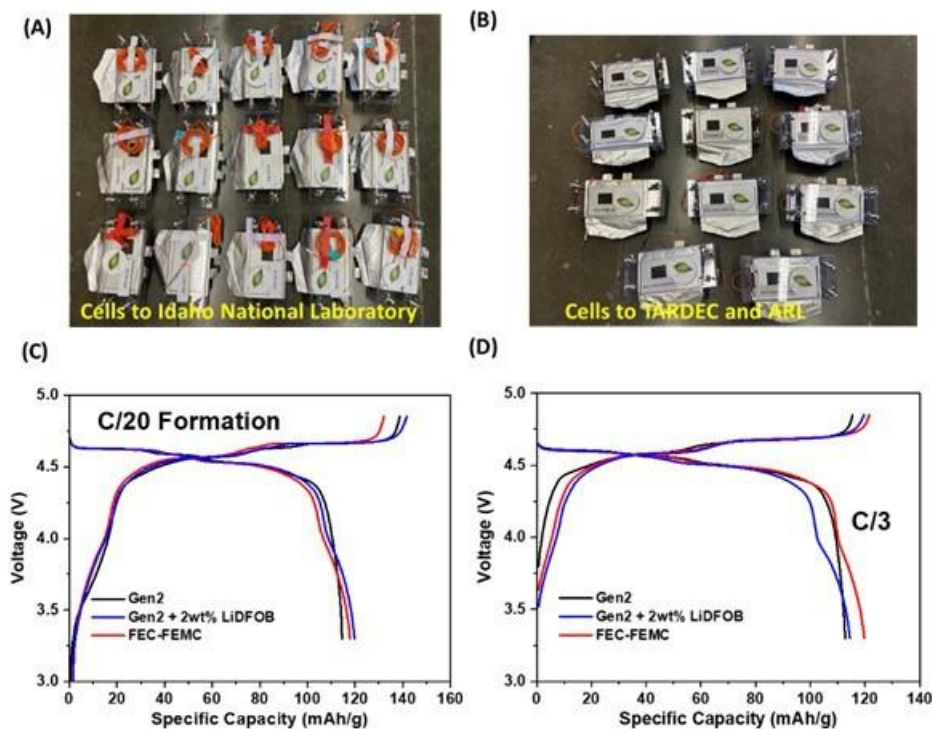 (A)
Cells to Idaho National Laboratory
(B)
Cells to TARDEC and ARL
(C)
C/20 Formation
5.0
4.5
4.0
3.5
3.0
Voltage (V)
Gen2
Gen2 + 2wt% LiDFOB
FEC-FEMC
0 20 40 60 80 100 120 140 160
Specific Capacity (mAh/g)
(D)
C/3
5.0
4.5
4.0
3.5
3.0
Voltage (V)
Gen2
Gen2 + 2wt% LiDFOB
FEC-FEMC
0 20 40 60 80 100 120 140
Specific Capacity (mAh/g)